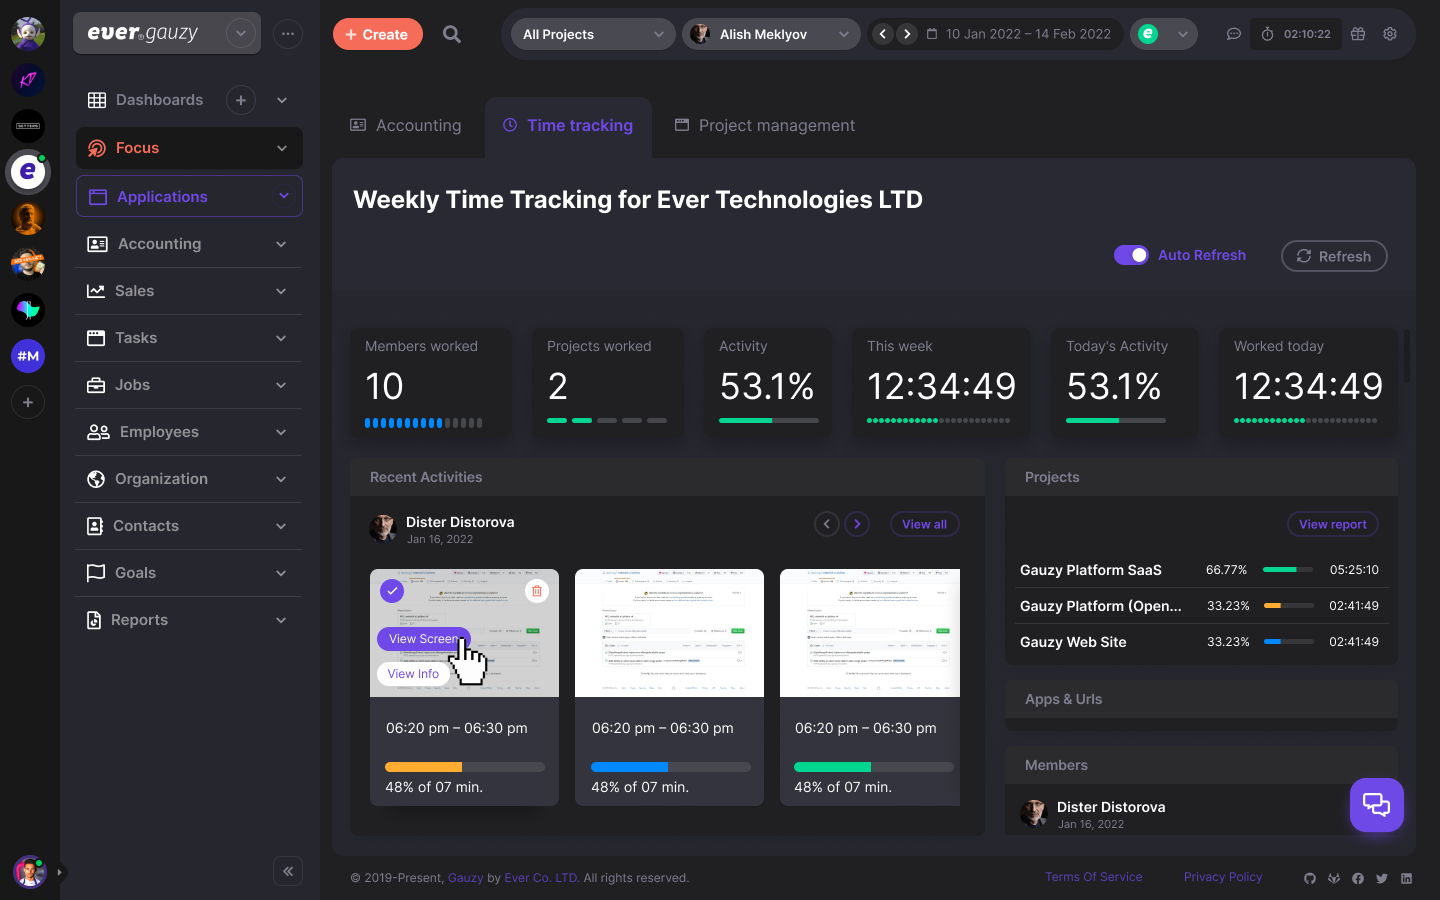 ever® gauzy
Create
All Projects
Alish Meklyov
10 Jan 2022 – 14 Feb 2022
e
02:10:22
Dashboards
Focus
Applications
Accounting
Sales
Tasks
Jobs
Employees
Organization
Contacts
Goals
Reports
e
#M
Accounting
Time tracking
Project management
Weekly Time Tracking for Ever Technologies LTD
Auto Refresh
Refresh
Members worked
10
Projects worked
2
Activity
53.1%
This week
12:34:49
Today's Activity
53.1%
Worked today
12:34:49
Recent Activities
Dister Distorova
Jan 16, 2022
View all
View Screen
View Info
06:20 pm – 06:30 pm
48% of 07 min.
06:20 pm – 06:30 pm
48% of 07 min.
06:20 pm – 06:30 pm
48% of 07 min.
Projects
View report
Gauzy Platform SaaS 66.77% 05:25:10
Gauzy Platform (Open... 33.23% 02:41:49
Gauzy Web Site 33.23% 02:41:49
Apps & Urls
Members
Dister Distorova
Jan 16, 2022
© 2019-Present, Gauzy by Ever Co. LTD. All rights reserved.
Terms Of Service
Privacy Policy